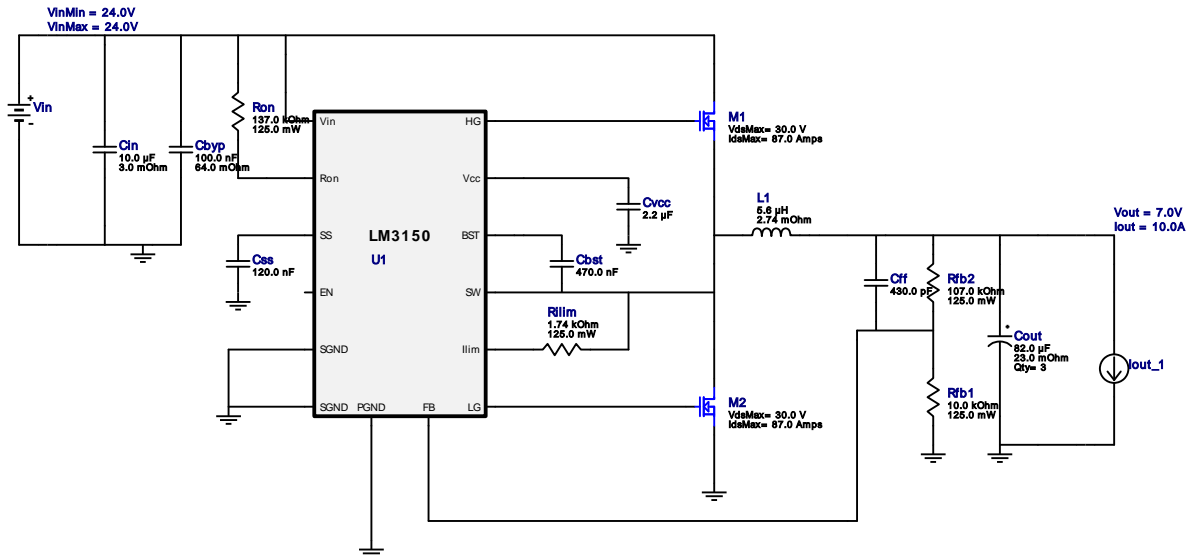 VinMin = 24.0V
VinMax = 24.0V
Vin
+
-
Cin
10.0 µF
3.0 mOhm
Cbyp
100.0 nF
64.0 mOhm
Ron
137.0 kOhm
125.0 mW
Css
120.0 nF
Vin
Ron
SS
EN
SGND
SGND
PGND
FB
LM3150
U1
HG
Vcc
BST
SW
Ilim
LG
Cvcc
2.2 µF
Cbst
470.0 nF
Rilim
1.74 kOhm
125.0 mW
M1
VdsMax= 30.0 V
IdsMax= 87.0 Amps
M2
VdsMax= 30.0 V
IdsMax= 87.0 Amps
L1
5.6 µH
2.74 mOhm
Cff
430.0 pF
Rfb2
107.0 kOhm
125.0 mW
Rfb1
10.0 kOhm
125.0 mW
Cout
82.0 µF
23.0 mOhm
Qty= 3
Vout = 7.0V
Iout = 10.0A
Iout_1